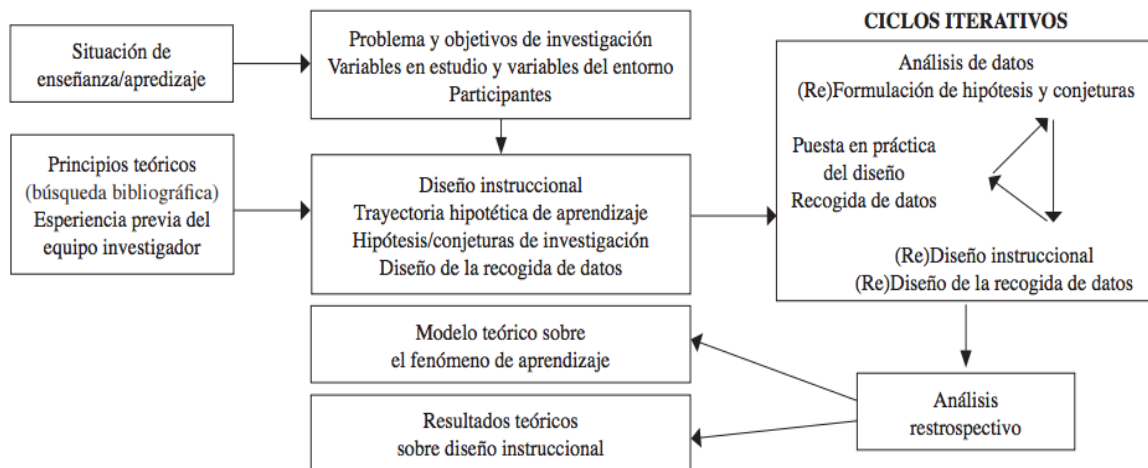 Situación de
enseñanza/apredizaje
Problema y objetivos de investigación
Variables en estudio y variables del entorno
Participantes
Principios teóricos
(búsqueda bibliográfica)
Esperiencia previa del
equipo investigador
Diseño instruccional
Trayectoria hipotética de aprendizaje
Hipótesis/conjeturas de investigación
Diseño de la recogida de datos
CICLOS ITERATIVOS
Análisis de datos
(Re)Formulación de hipótesis y conjeturas
Puesta en práctica
del diseño
Recogida de datos
(Re)Diseño instruccional
(Re)Diseño de la recogida de datos
Análisis
restrospectivo
Modelo teórico sobre
el fenómeno de aprendizaje
Resultados teóricos
sobre diseño instruccional